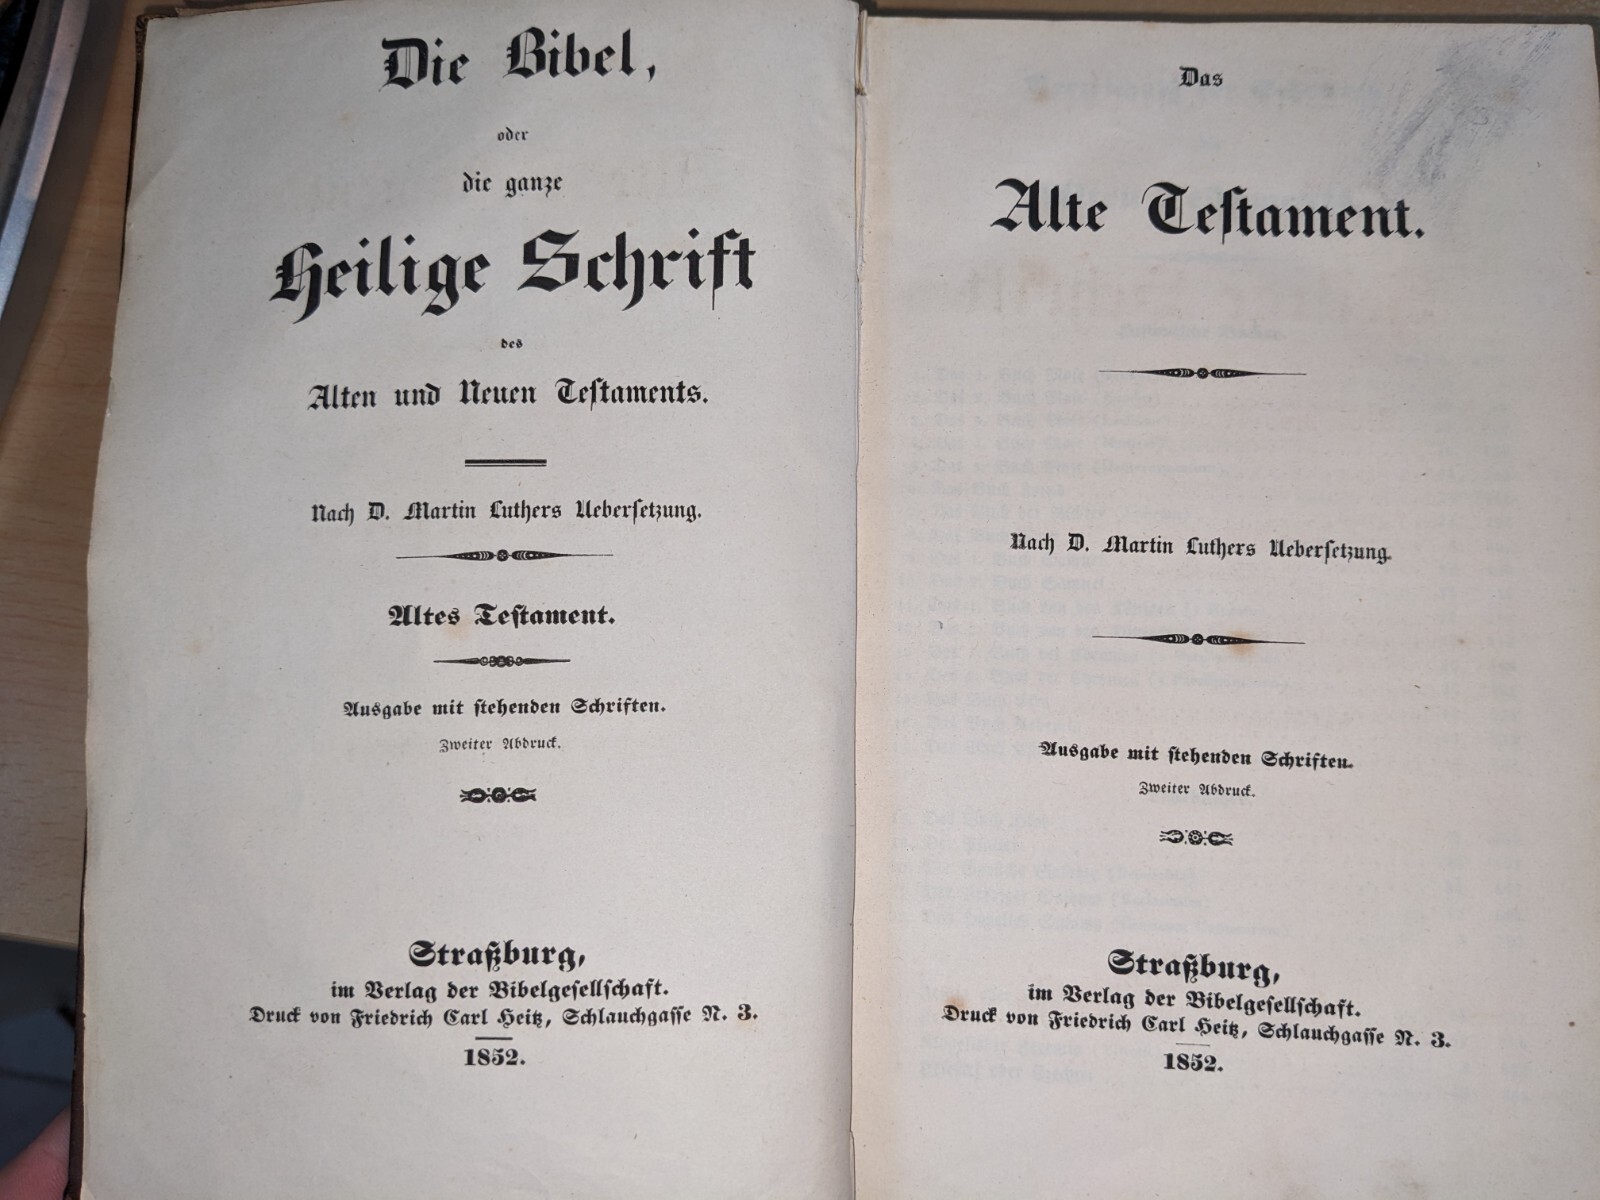 Die Bibel,
oder
die ganze
Heilige Schrift
des
Alten und Neuen Testaments.
Nach D. Martin Luthers Uebersetzung.
Altes Testament.
Ausgabe mit stehenden Schriften.
Zweiter Abdruck.
Straßburg,
im Verlag der Bibelgesellschaft.
Druck von Friedrich Carl Heitz, Schlauchgasse N. 3.
1852.
Das
Alte Testament.
Nach D. Martin Luthers Uebersetzung.
Ausgabe mit stehenden Schriften.
Zweiter Abdruck.
Straßburg,
im Verlag der Bibelgesellschaft.
Druck von Friedrich Carl Heitz, Schlauchgasse N. 3.
1852.